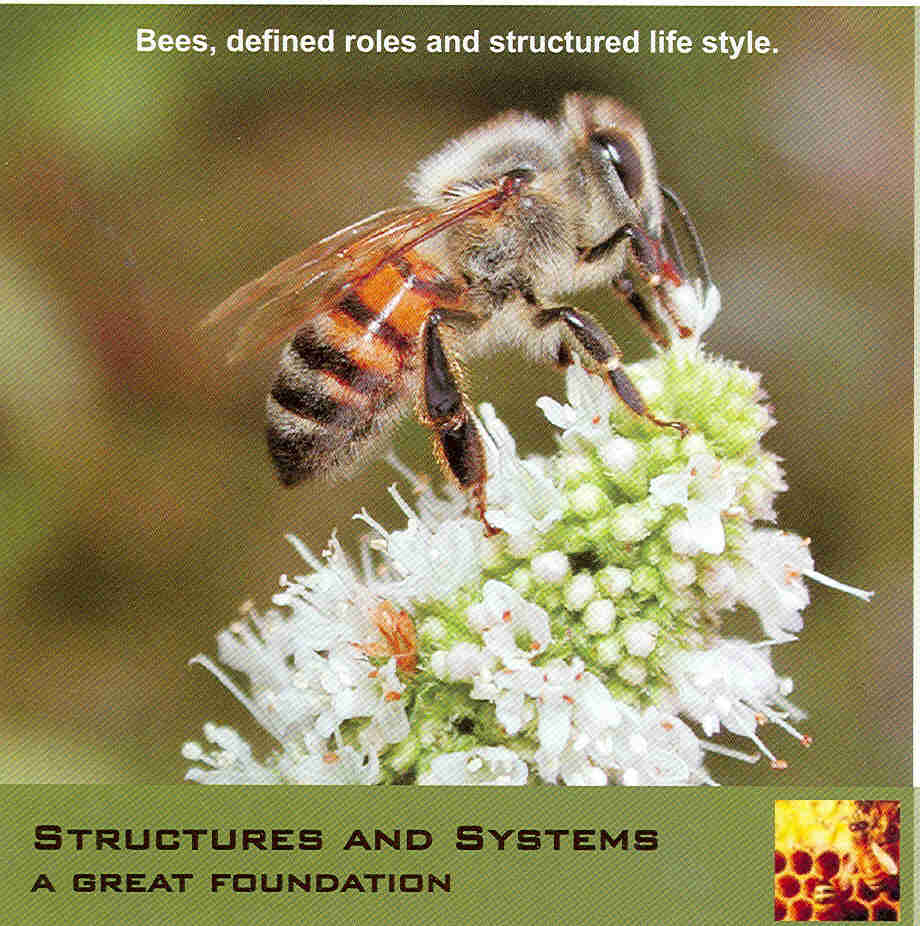 Bees, defined roles and structured life style.
STRUCTURES AND SYSTEMS
A GREAT FOUNDATION